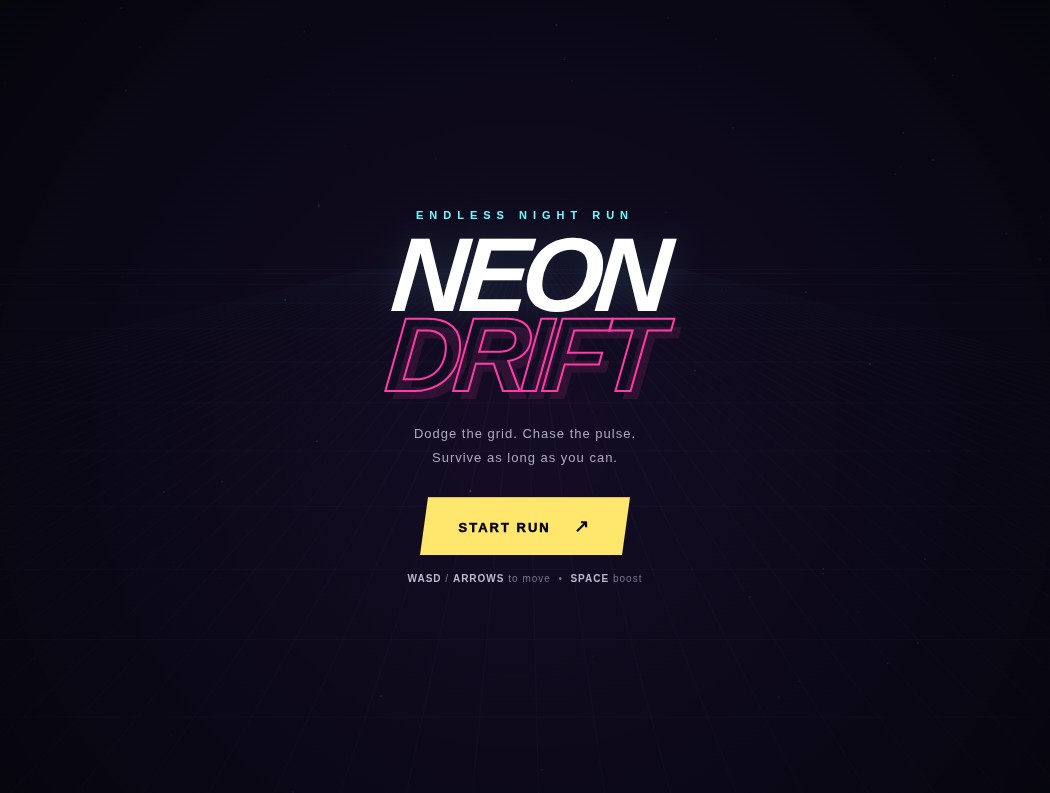 ENDLESS NIGHT RUN
NEON
DRIFT
Dodge the grid. Chase the pulse.
Survive as long as you can.
START RUN ↗
WASD / ARROWS to move • SPACE boost